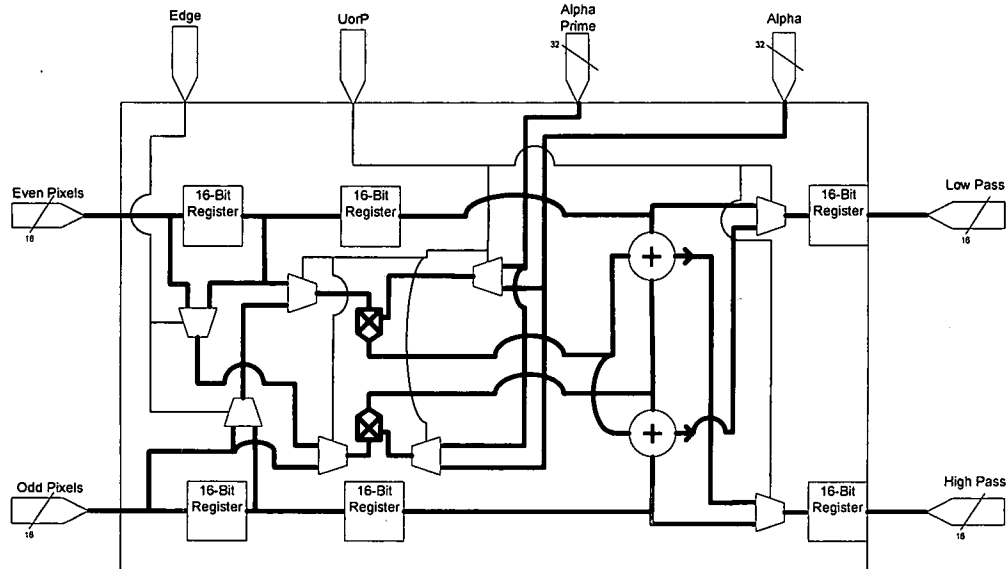 Edge
UorP
Alpha
Prime
Alpha
32
32
Even Pixels
16
16-Bit
Register
16-Bit
Register
16-Bit
Register
Low Pass
16
+
+
Odd Pixels
16
16-Bit
Register
16-Bit
Register
16-Bit
Register
High Pass
16